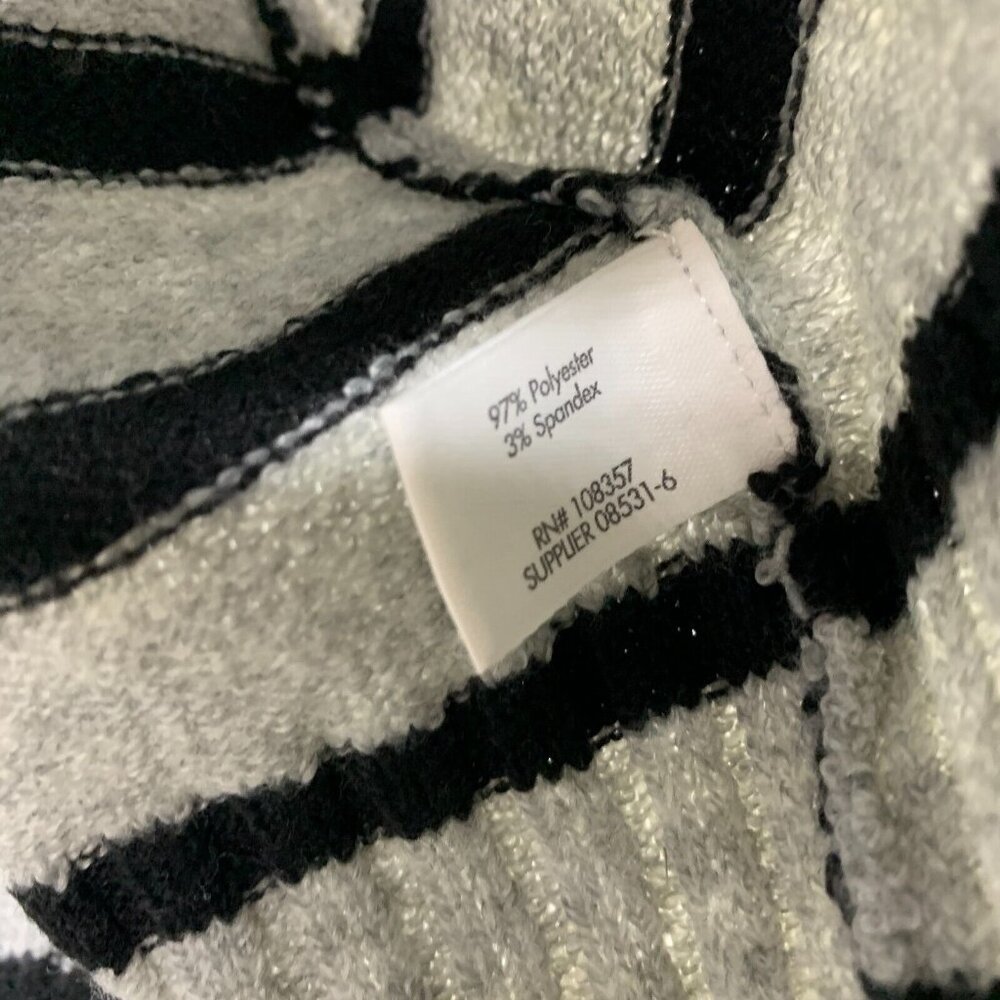 97% Polyester
3% Spandex
RN# 108357
SUPPLIER 08531-6